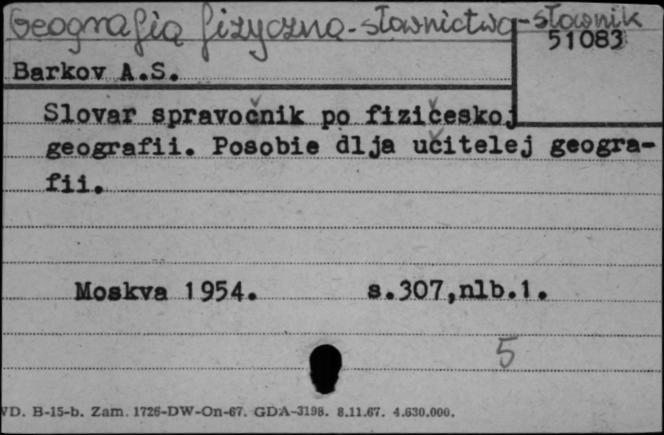 Geografia fizyczna - słownictwo - słownik
51083
Barkov A.S.
Slovar spravočnik po fizičeskoj
geografii. Posobie dlja učitelej geogra-
fii.
Moskva 1954. s.307,nlb.1.
5
VD. B-15-b. Zam. 1726-DW-On-67. GDA-3198. 8.11.67. 4.630.000.